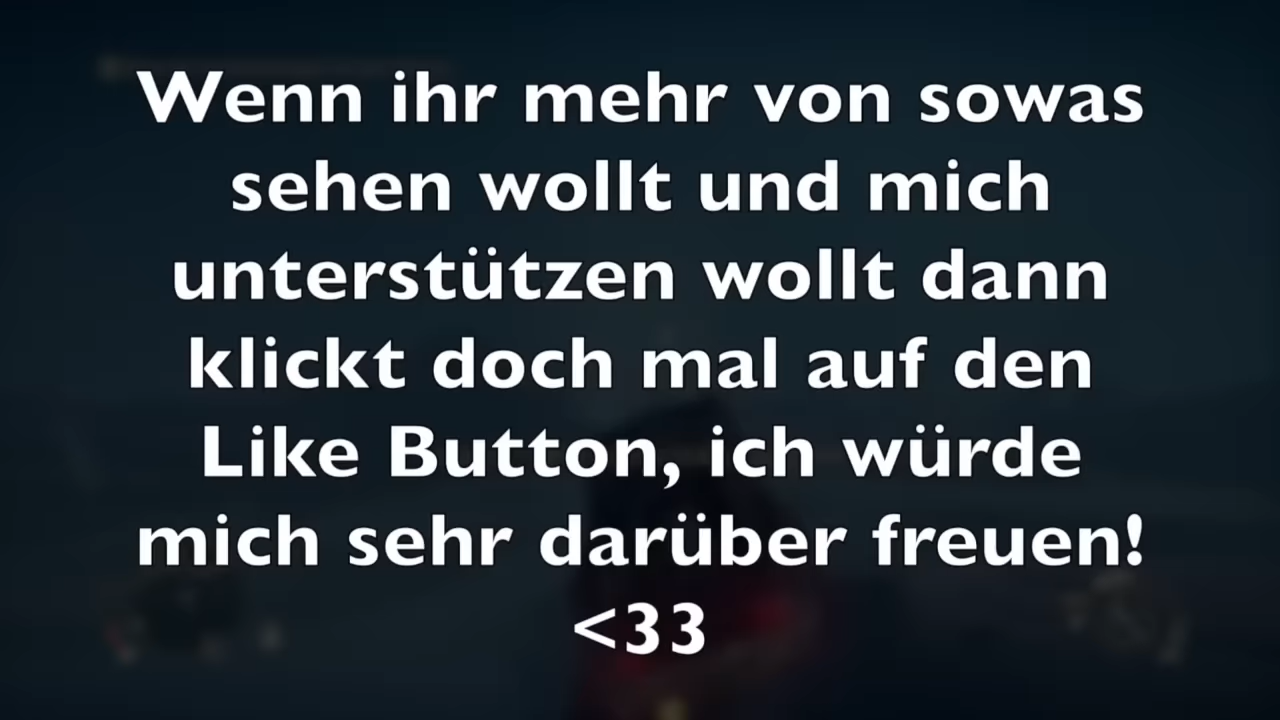 Wenn ihr mehr von sowas
sehen wollt und mich
unterstützen wollt dann
klickt doch mal auf den
Like Button, ich würde
mich sehr darüber freuen!
<33